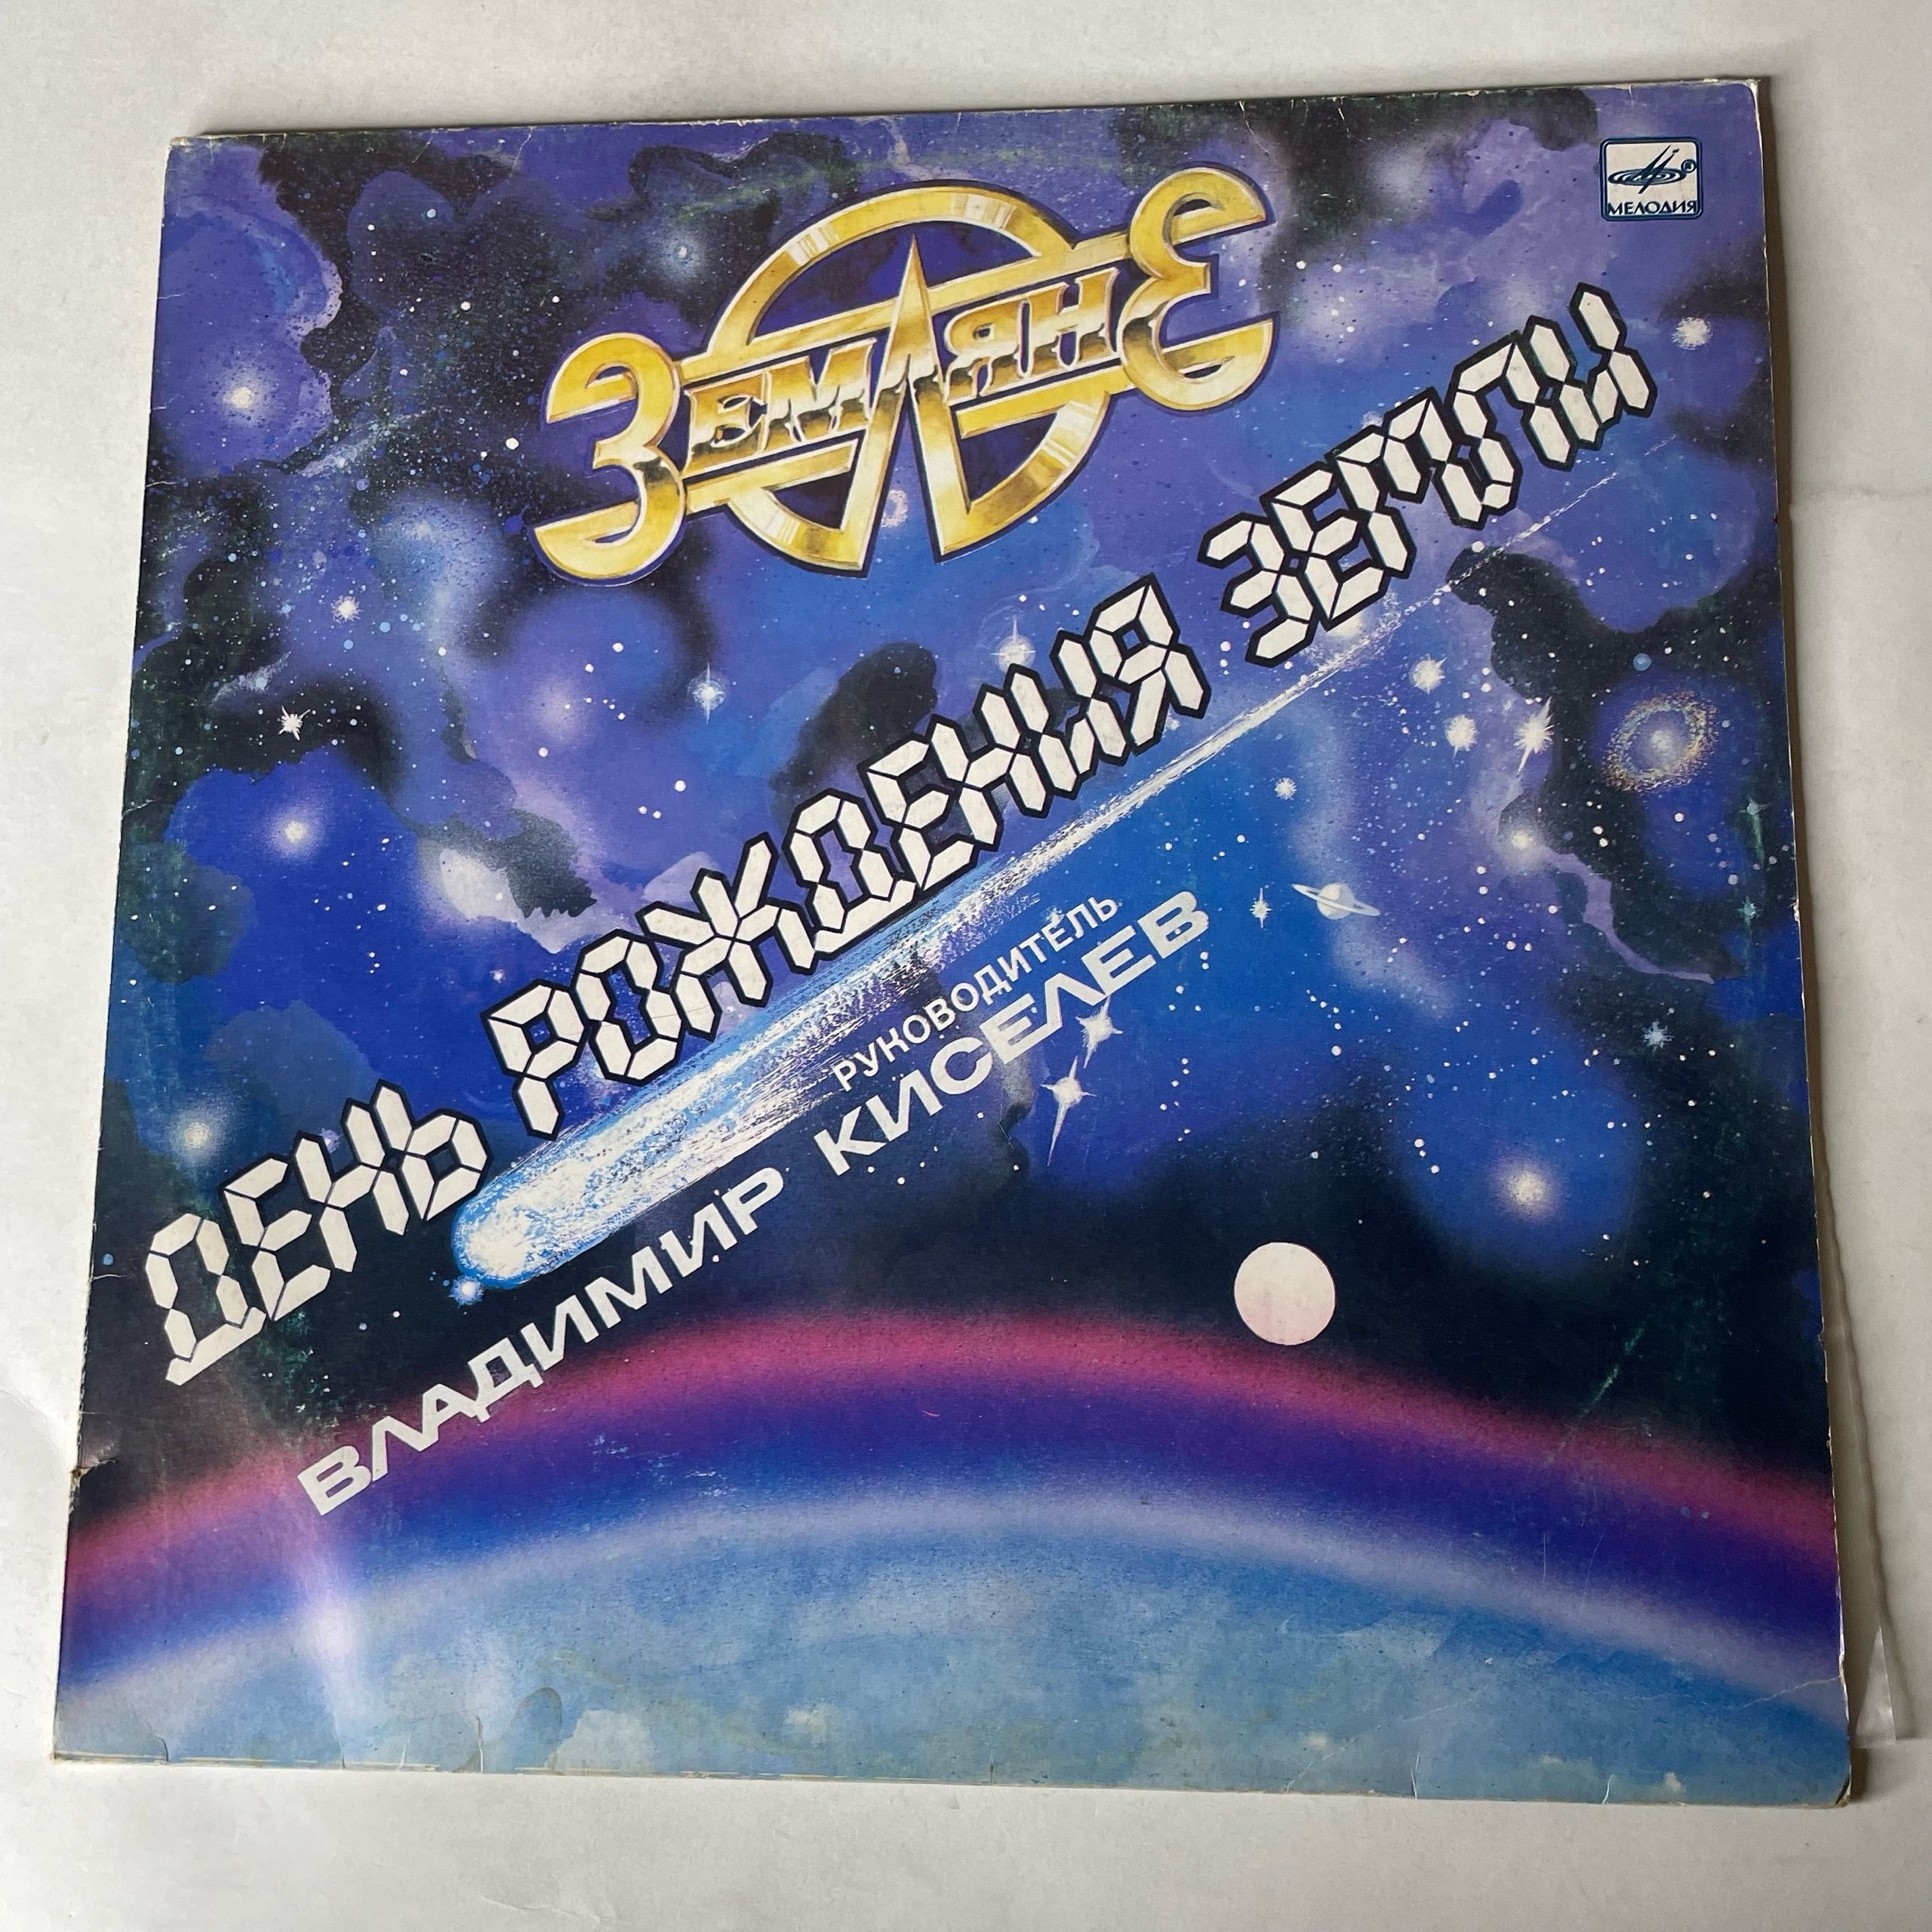 МЕЛОДИЯ
ЗЕМЛЯНЕ
ДЕНЬ РОЖДЕНИЯ ЗЕМЛИ
РУКОВОДИТЕЛЬ
ВЛАДИМИР КИСЕЛЕВ